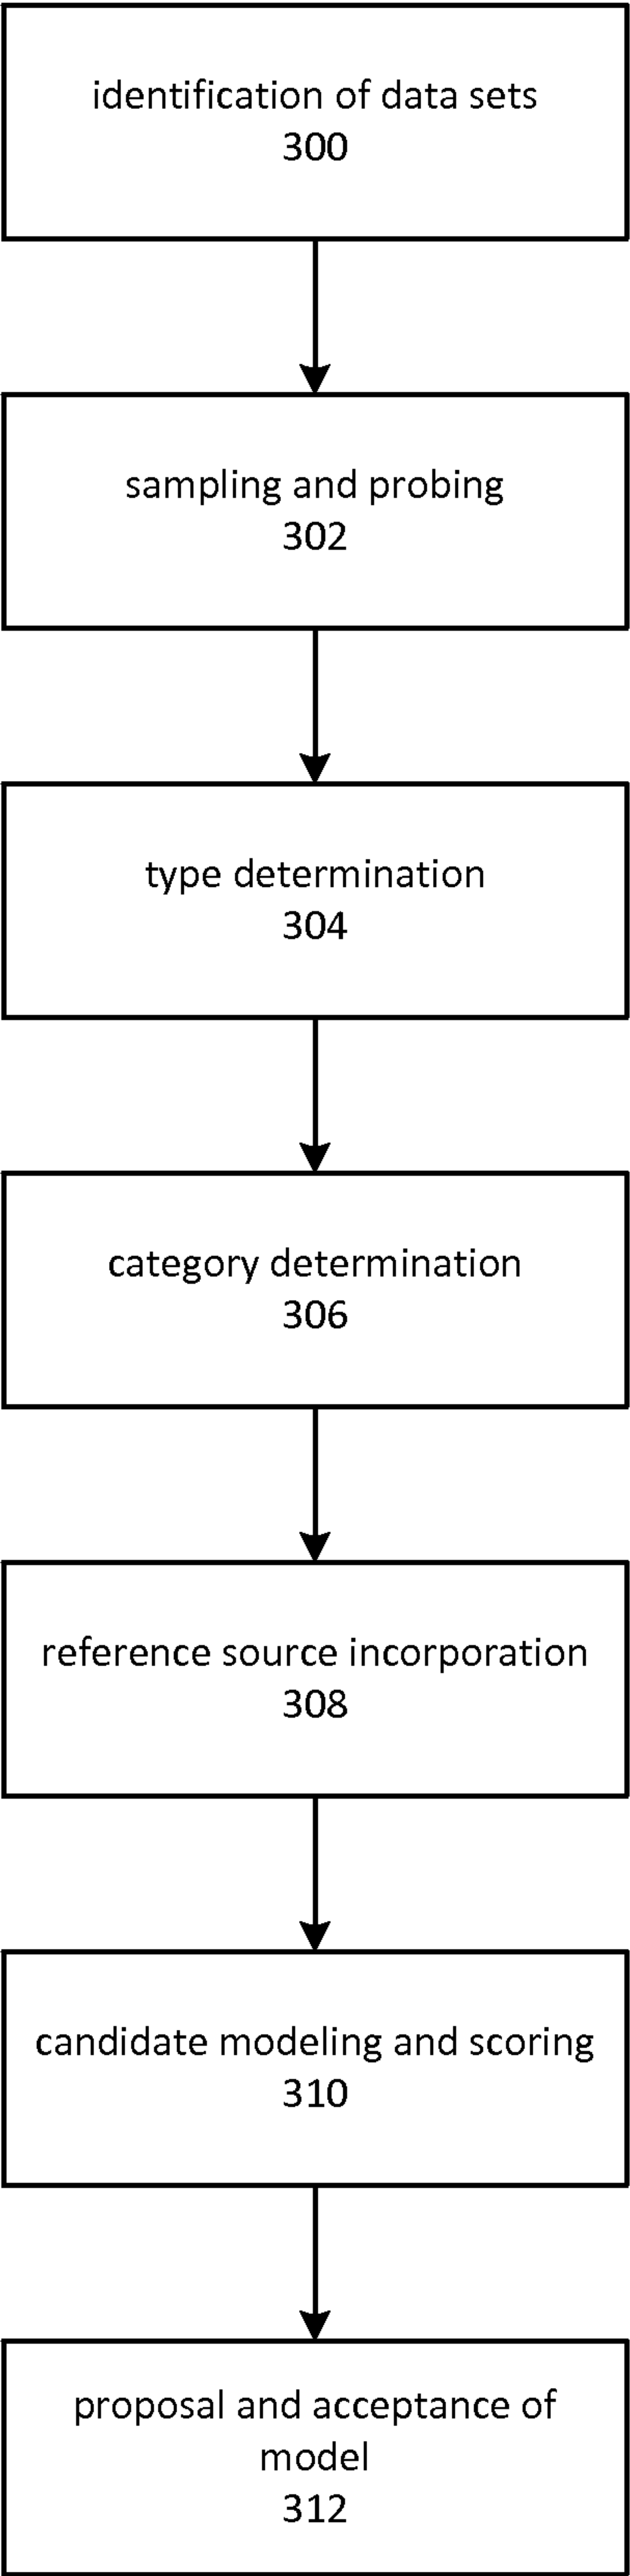 identification of data sets
300
sampling and probing
302
type determination
304
category determination
306
reference source incorporation
308
candidate modeling and scoring
310
proposal and acceptance of
model
312